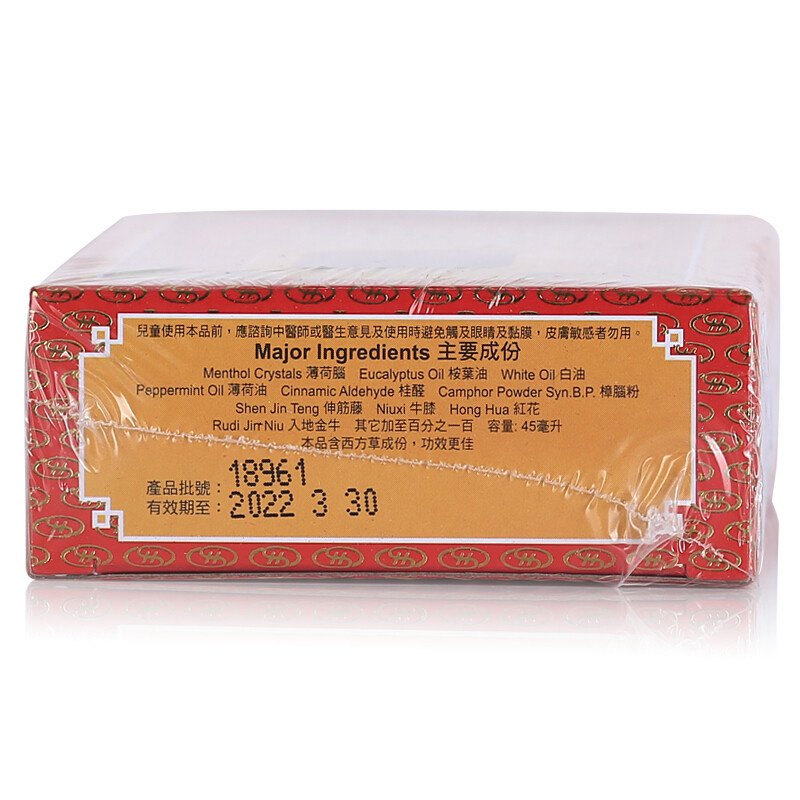 兒童使用本品前，應諮詢中醫師或醫生意見及使用時避免觸及眼睛及黏膜，皮膚敏感者勿用。
Major Ingredients 主要成份
Menthol Crystals 薄荷腦 Eucalyptus Oil 桉葉油 White Oil 白油
Peppermint Oil 薄荷油 Cinnamic Aldehyde 桂醛 Camphor Powder Syn.B.P. 樟腦粉
Shen Jin Teng 伸筋藤 Niuxi 牛膝 Hong Hua 紅花
Rudi Jin Niu 入地金牛 其它加至百分之一百 容量: 45毫升
本品含西方草成份，功效更佳
產品批號：18961
有效期至：2022 3 30